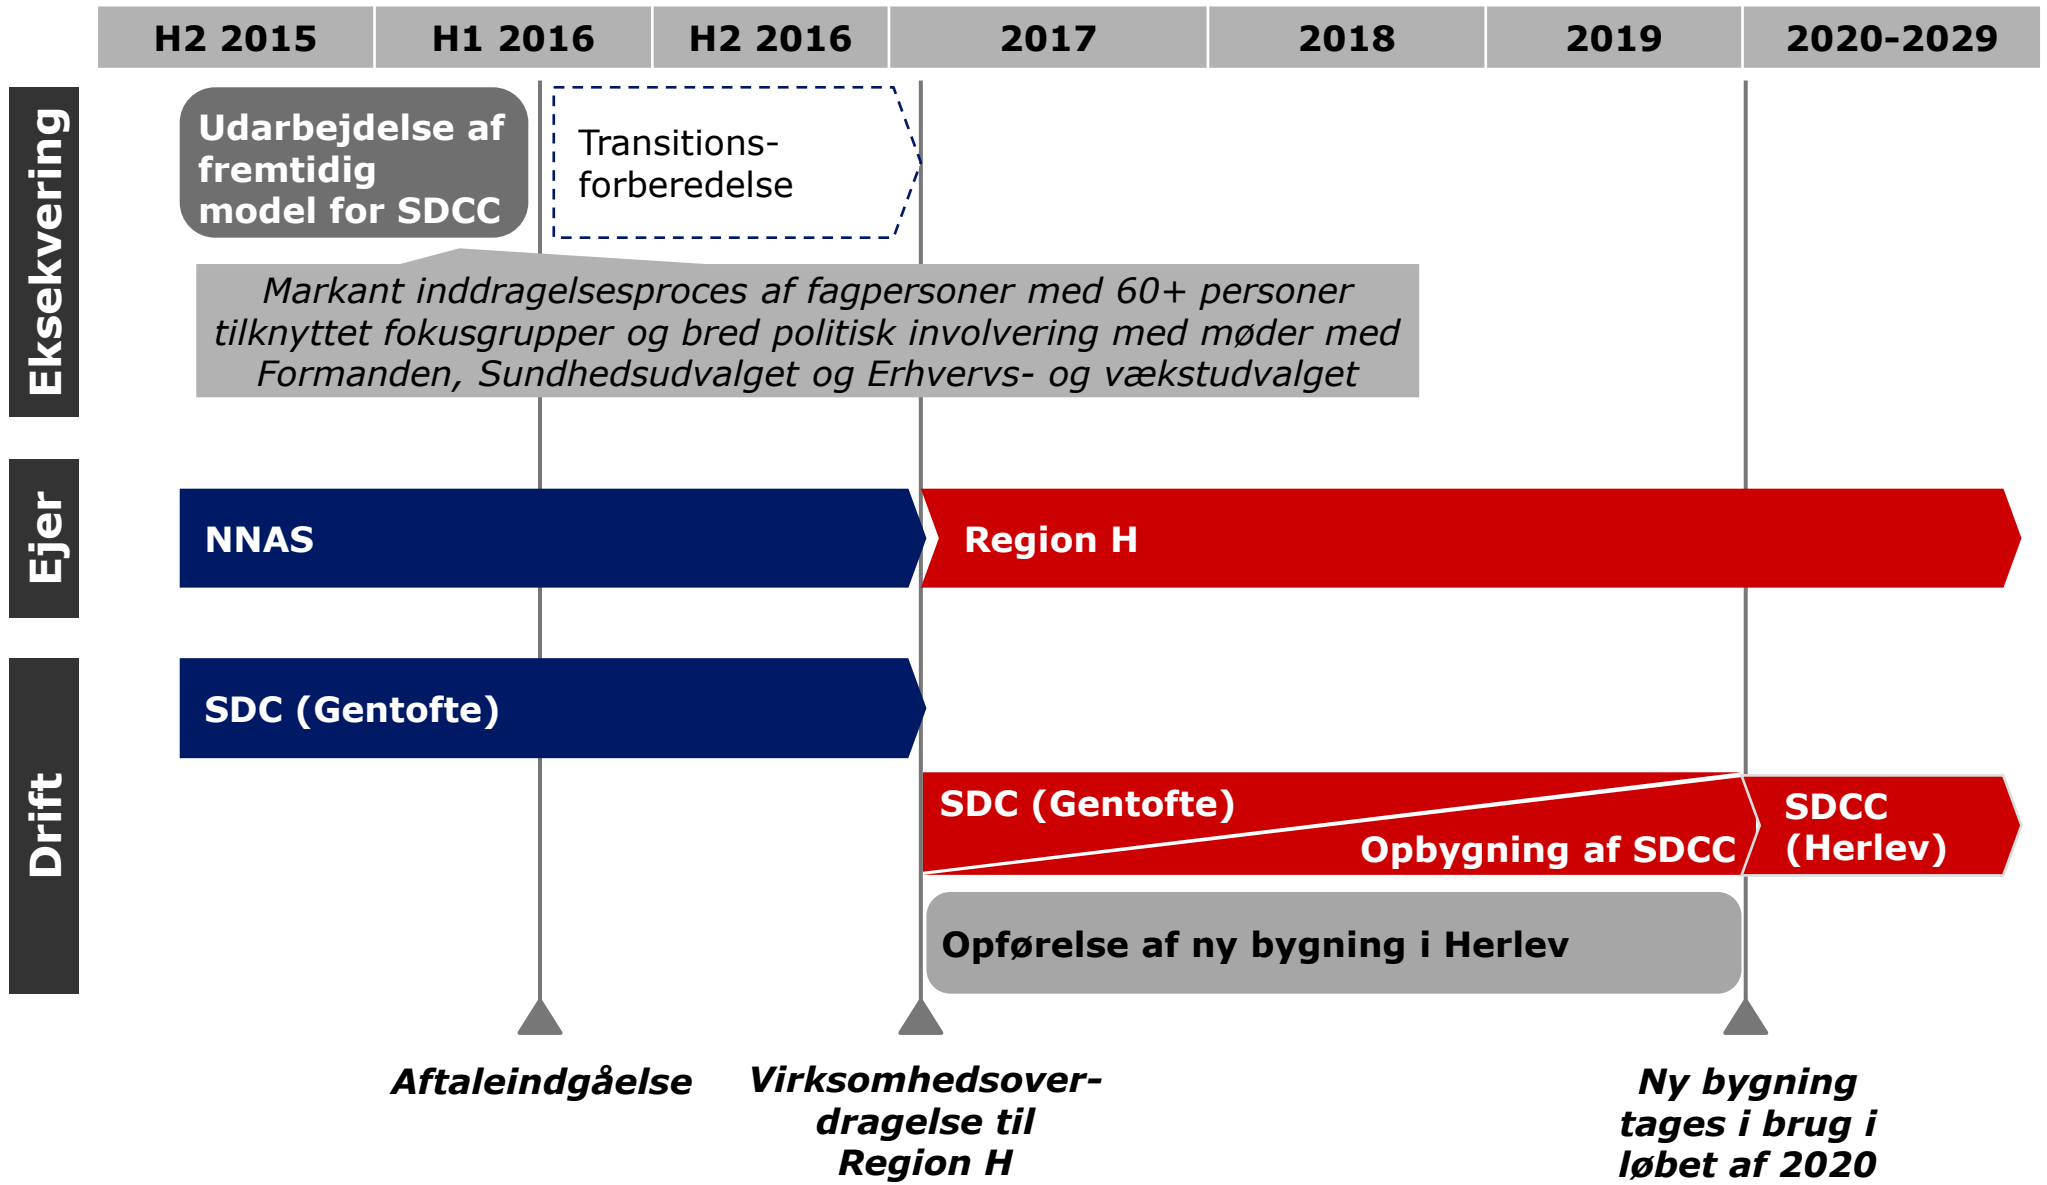 H2 2015 H1 2016 H2 2016 2017 2018 2019 2020-2029
Eksekvering
Udarbejdelse af
fremtidig
model for SDCC
Transitions-
forberedelse
Markant inddragelsesproces af fagpersoner med 60+ personer
tilknyttet fokusgrupper og bred politisk involvering med møder med
Formanden, Sundhedsudvalget og Erhvervs- og vækstudvalget
Ejer
NNAS
Region H
Drift
SDC (Gentofte)
SDC (Gentofte)
Opbygning af SDCC
SDCC
(Herlev)
Opførelse af ny bygning i Herlev
Aftaleindgåelse
Virksomhedsover-
dragelse til
Region H
Ny bygning
tages i brug i
løbet af 2020